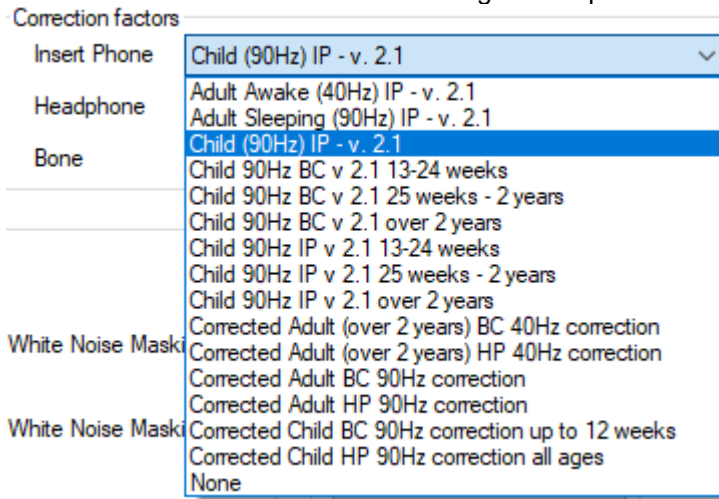 Correction factors
Insert Phone Child (90Hz) IP - v. 2.1
Headphone
Bone
Adult Awake (40Hz) IP - v. 2.1
Adult Sleeping (90Hz) IP - v. 2.1
Child (90Hz) IP - v. 2.1
Child 90Hz BC v 2.1 13-24 weeks
Child 90Hz BC v 2.1 25 weeks - 2 years
Child 90Hz BC v 2.1 over 2 years
Child 90Hz IP v 2.1 13-24 weeks
Child 90Hz IP v 2.1 25 weeks - 2 years
Child 90Hz IP v 2.1 over 2 years
Corrected Adult (over 2 years) BC 40Hz correction
Corrected Adult (over 2 years) HP 40Hz correction
Corrected Adult BC 90Hz correction
Corrected Adult HP 90Hz correction
Corrected Child BC 90Hz correction up to 12 weeks
Corrected Child HP 90Hz correction all ages
None
White Noise Maski
White Noise Maski